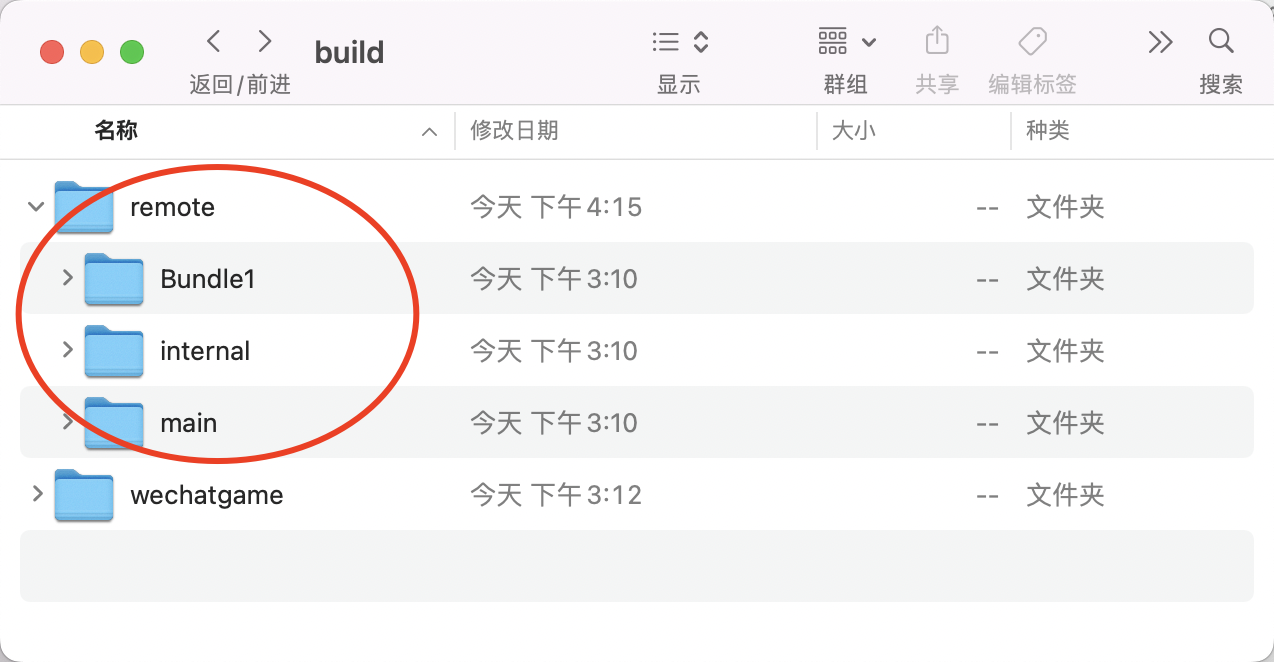 build
返回/前进
显示
群组
共享
编辑标签
搜索
名称 修改日期 大小 种类
remote 今天 下午4:15 -- 文件夹
Bundle1 今天 下午3:10 -- 文件夹
internal 今天 下午3:10 -- 文件夹
main 今天 下午3:10 -- 文件夹
wechatgame 今天 下午3:12 -- 文件夹